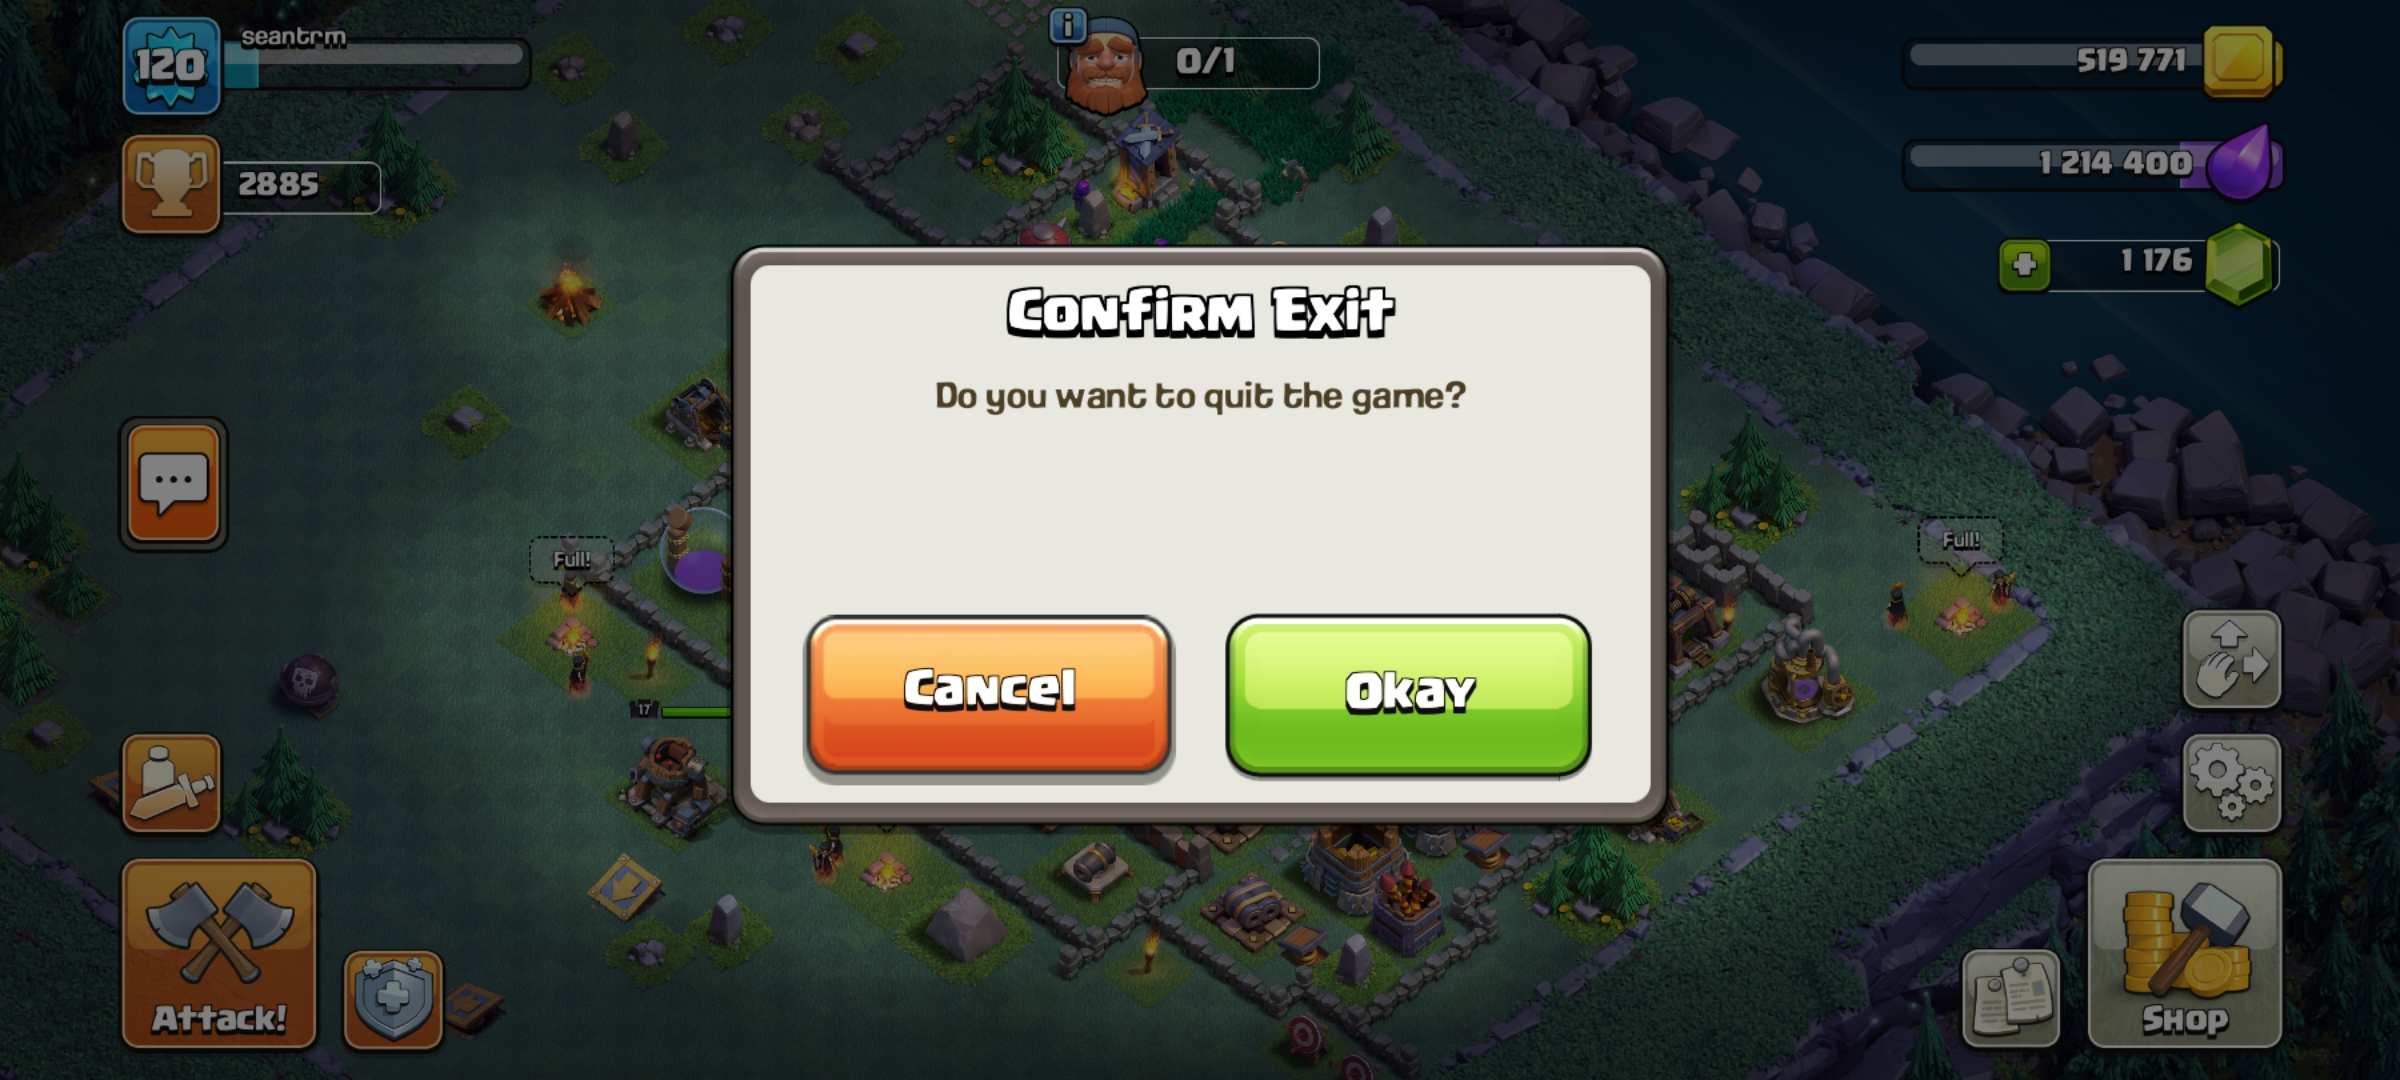 120
seantrm
i
0/1
519 771
2885
1 214 400
1 176
Confirm Exit
Do you want to quit the game?
Full!
Full!
Cancel
Okay
17
Attack!
Shop